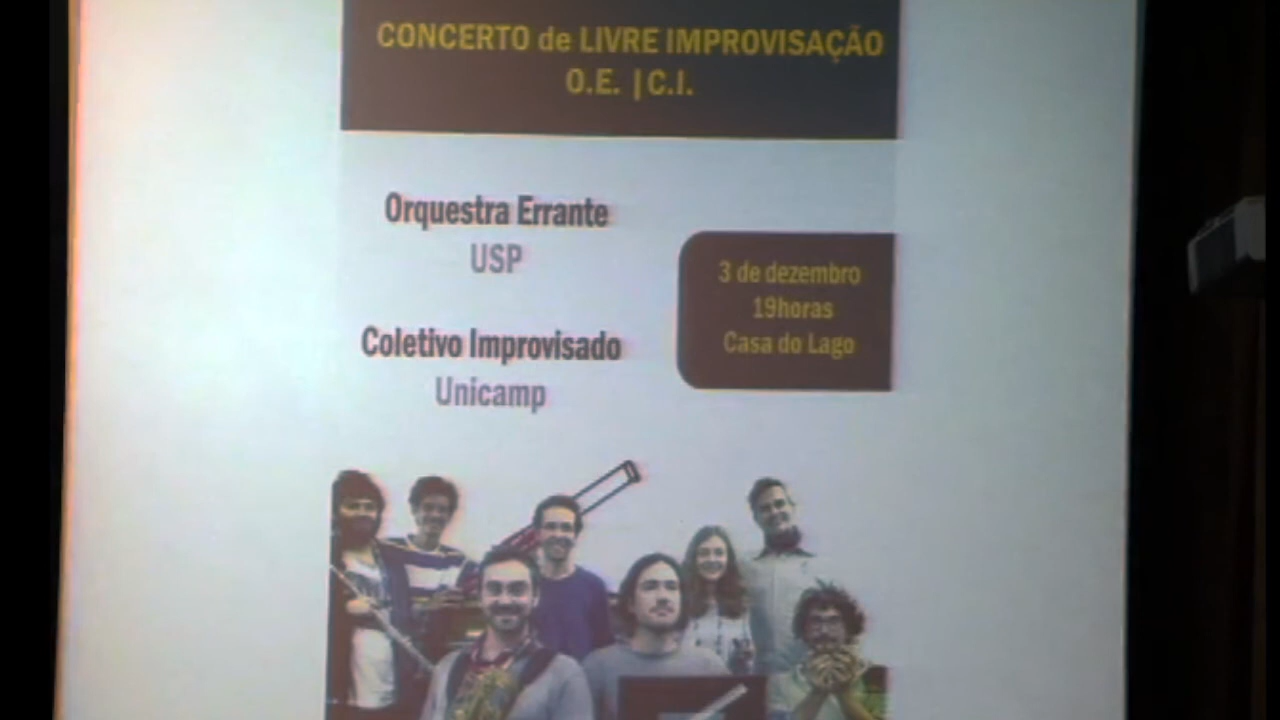 CONCERTO de LIVRE IMPROVISAÇÃO
O.E. | C.I.
Orquestra Errante
USP
Coletivo Improvisado
Unicamp
3 de dezembro
19horas
Casa do Lago